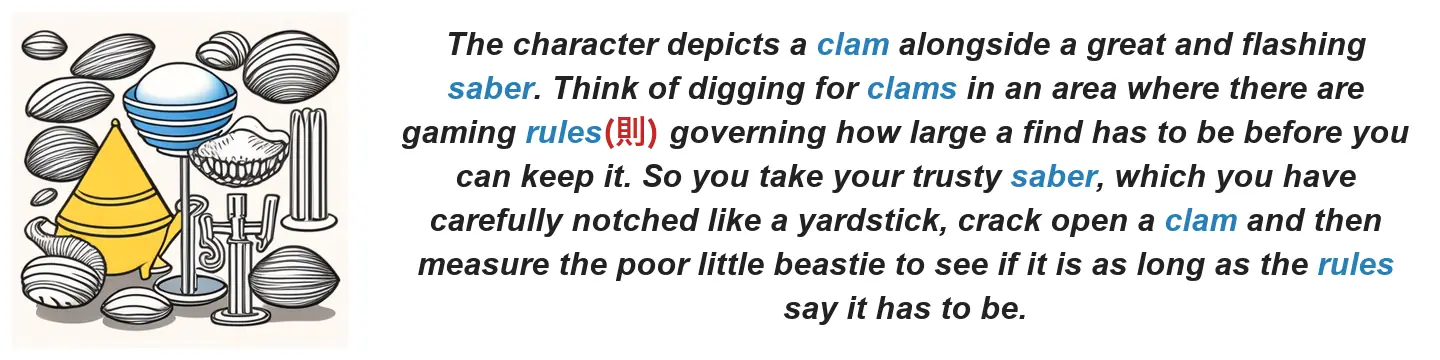 The character depicts a clam alongside a great and flashing
saber. Think of digging for clams in an area where there are
gaming rules(則) governing how large a find has to be before you
can keep it. So you take your trusty saber, which you have
carefully notched like a yardstick, crack open a clam and then
measure the poor little beastie to see if it is as long as the rules
say it has to be.